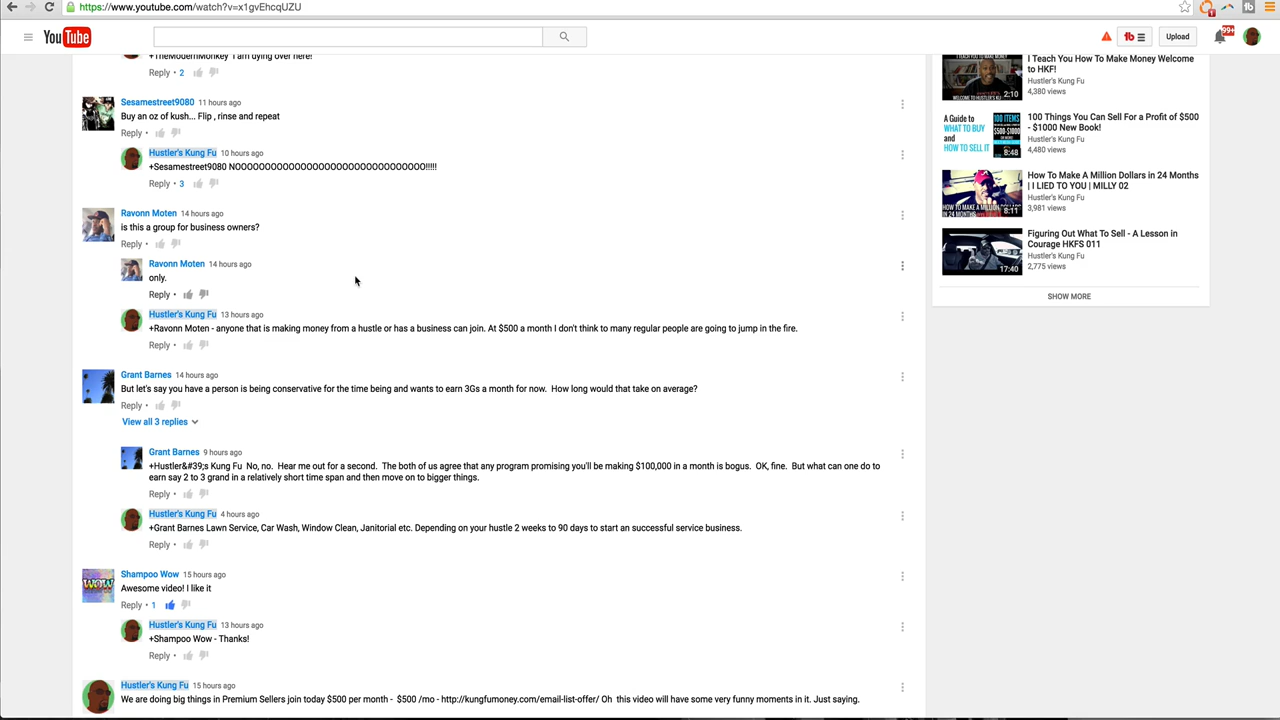 https://www.youtube.com/watch?v=x1gvEhcqUZU
YouTube
Upload
99+
+TheModernMonkey I am dying over here!
Reply • 2
Sesamestreet9080 11 hours ago
Buy an oz of kush... Flip , rinse and repeat
Reply •
Hustler's Kung Fu 10 hours ago
+Sesamestreet9080 NOOOOOOOOOOOOOOOOOOOOOOOOOOOOOOOO!!!!!
Reply • 3
Ravonn Moten 14 hours ago
is this a group for business owners?
Reply •
Ravonn Moten 14 hours ago
only.
Reply •
Hustler's Kung Fu 13 hours ago
+Ravonn Moten - anyone that is making money from a hustle or has a business can join. At $500 a month I don't think to many regular people are going to jump in the fire.
Reply •
Grant Barnes 14 hours ago
But let's say you have a person is being conservative for the time being and wants to earn 3Gs a month for now. How long would that take on average?
Reply •
View all 3 replies
Grant Barnes 9 hours ago
+Hustler&#39;s Kung Fu No, no. Hear me out for a second. The both of us agree that any program promising you'll be making $100,000 in a month is bogus. OK, fine. But what can one do to
earn say 2 to 3 grand in a relatively short time span and then move on to bigger things.
Reply •
Hustler's Kung Fu 4 hours ago
+Grant Barnes Lawn Service, Car Wash, Window Clean, Janitorial etc. Depending on your hustle 2 weeks to 90 days to start an successful service business.
Reply •
Shampoo Wow 15 hours ago
Awesome video! I like it
Reply • 1
Hustler's Kung Fu 13 hours ago
+Shampoo Wow - Thanks!
Reply •
Hustler's Kung Fu 15 hours ago
We are doing big things in Premium Sellers join today $500 per month - $500 /mo - http://kungfumoney.com/email-list-offer/ Oh this video will have some very funny moments in it. Just saying.
I Teach You How To Make Money Welcome
to HKF!
Hustler's Kung Fu
4,380 views
2:10
100 Things You Can Sell For a Profit of $500
- $1000 New Book!
Hustler's Kung Fu
4,480 views
A Guide to
WHAT TO BUY
and
HOW TO SELL IT
100 ITEMS
8:48
How To Make A Million Dollars in 24 Months
| I LIED TO YOU | MILLY 02
Hustler's Kung Fu
3,981 views
HOW TO MAKE A MILLION
DOLLARS IN 24 MONTHS
8:11
Figuring Out What To Sell - A Lesson in
Courage HKFS 011
Hustler's Kung Fu
2,775 views
17:40
SHOW MORE